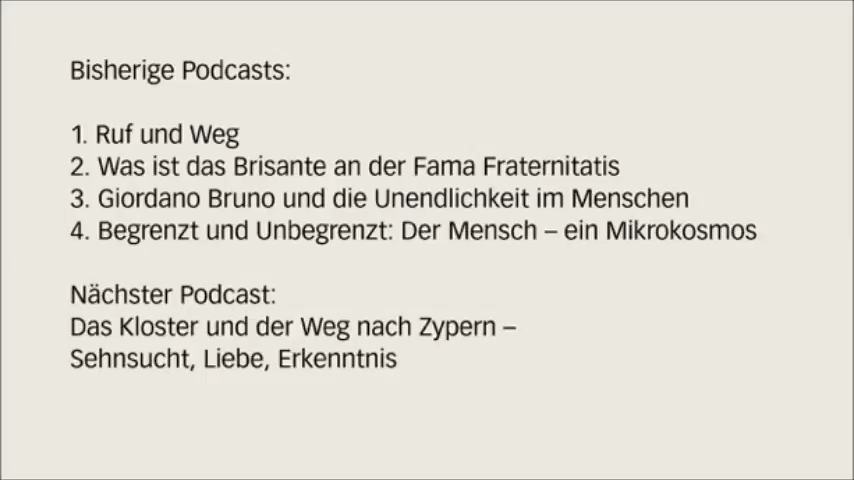 Bisherige Podcasts:
1. Ruf und Weg
2. Was ist das Brisante an der Fama Fraternitatis
3. Giordano Bruno und die Unendlichkeit im Menschen
4. Begrenzt und Unbegrenzt: Der Mensch – ein Mikrokosmos
Nächster Podcast:
Das Kloster und der Weg nach Zypern –
Sehnsucht, Liebe, Erkenntnis